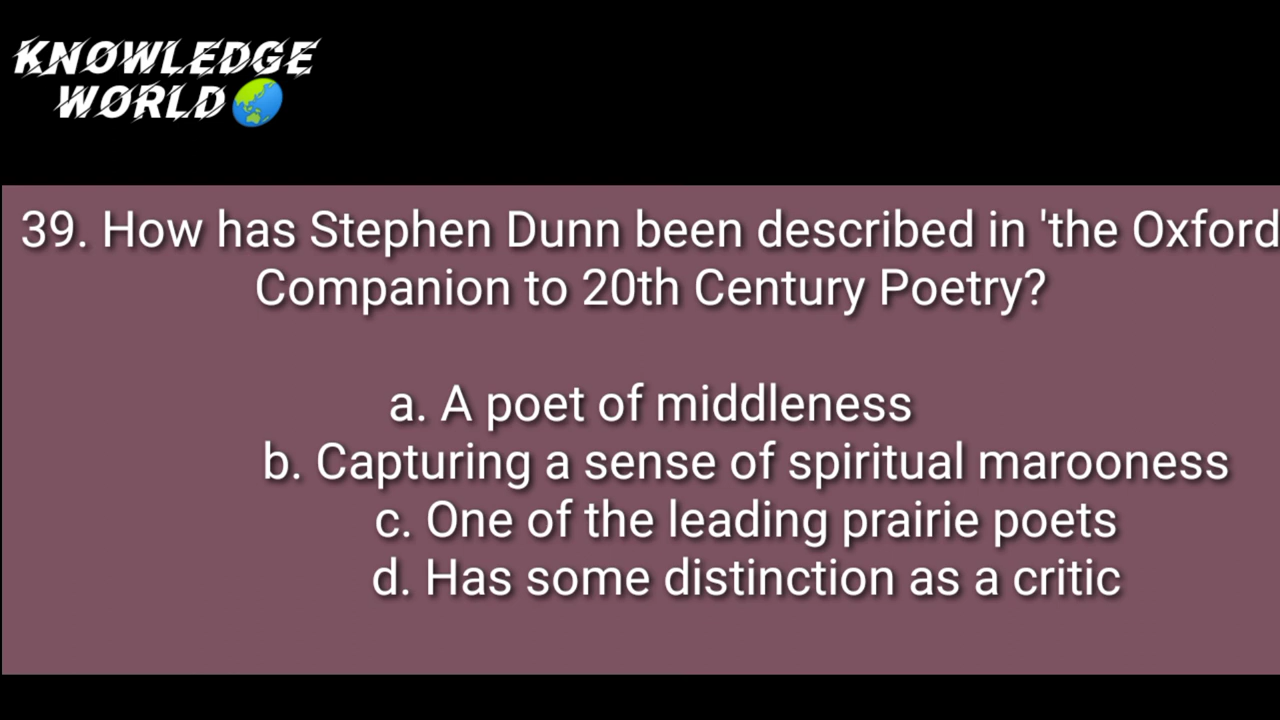 KNOWLEDGE
WORLD
39. How has Stephen Dunn been described in 'the Oxford
Companion to 20th Century Poetry?
a. A poet of middleness
b. Capturing a sense of spiritual marooness
c. One of the leading prairie poets
d. Has some distinction as a critic